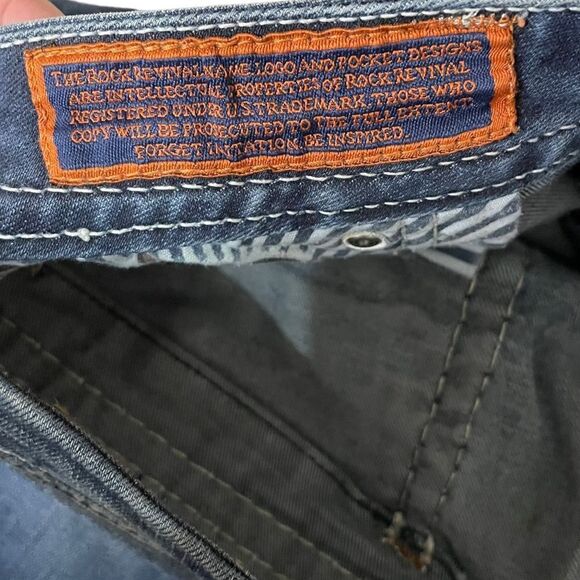 THE ROCK REVIVAL NAME LOGO AND POCKET DESIGNS
ARE INTELLECTUAL PROPERTIES OF ROCK REVIVAL
REGISTERED UNDER U.S TRADEMARK. THOSE WHO
COPY WILL BE PROSECUTED TO THE FULL EXTENT.
FORGET IMITATION BE INSPIRED.